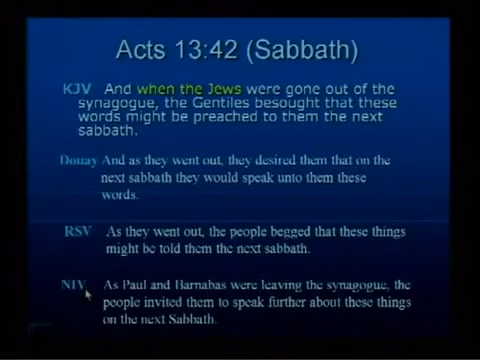 Acts 13:42 (Sabbath)
KJV And when the Jews were gone out of the
synagogue, the Gentiles besought that these
words might be preached to them the next
sabbath.
Douay And as they went out, they desired them that on the
next sabbath they would speak unto them these
words.
RSV As they went out, the people begged that these things
might be told them the next sabbath.
NIV As Paul and Barnabas were leaving the synagogue, the
people invited them to speak further about these things
on the next Sabbath.